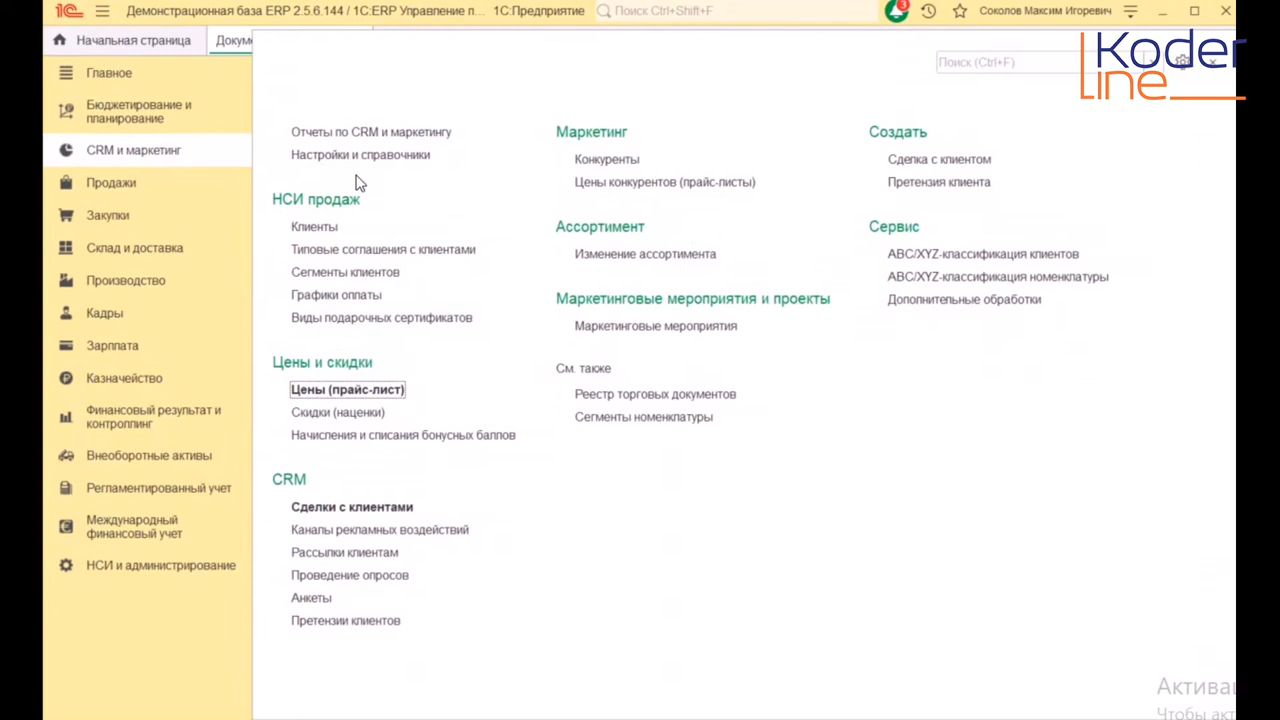 Демонстрационная база ERP 2.5.6.144 / 1С:ERP Управление п... 1С:Предприятие
Поиск Ctrl+Shift+F
3
Соколов Максим Игоревич
Начальная страница
Докум
Koder
line
Поиск (Ctrl+F)
Главное
Бюджетирование и
планирование
CRM и маркетинг
Продажи
Закупки
Склад и доставка
Производство
Кадры
Зарплата
Казначейство
Финансовый результат и
контроллинг
Внеоборотные активы
Регламентированный учет
Международный
финансовый учет
НСИ и администрирование
Отчеты по CRM и маркетингу
Настройки и справочники
НСИ продаж
Клиенты
Типовые соглашения с клиентами
Сегменты клиентов
Графики оплаты
Виды подарочных сертификатов
Цены и скидки
Цены (прайс-лист)
Скидки (наценки)
Начисления и списания бонусных баллов
CRM
Сделки с клиентами
Каналы рекламных воздействий
Рассылки клиентам
Проведение опросов
Анкеты
Претензии клиентов
Маркетинг
Конкуренты
Цены конкурентов (прайс-листы)
Ассортимент
Изменение ассортимента
Маркетинговые мероприятия и проекты
Маркетинговые мероприятия
См. также
Реестр торговых документов
Сегменты номенклатуры
Создать
Сделка с клиентом
Претензия клиента
Сервис
ABC/XYZ-классификация клиентов
ABC/XYZ-классификация номенклатуры
Дополнительные обработки
Активац
Чтобы акт